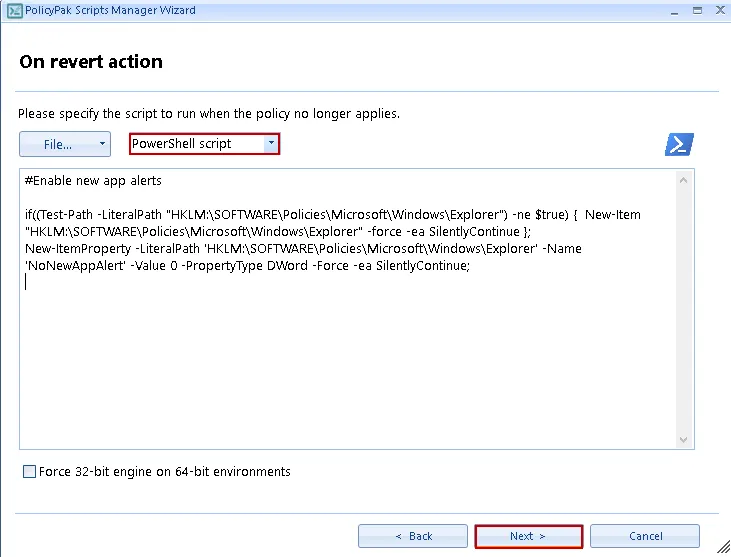 PolicyPak Scripts Manager Wizard
On revert action
Please specify the script to run when the policy no longer applies.
File...
PowerShell script
#Enable new app alerts
if((Test-Path -LiteralPath "HKLM:\SOFTWARE\Policies\Microsoft\Windows\Explorer") -ne $true) {  New-Item
"HKLM:\SOFTWARE\Policies\Microsoft\Windows\Explorer" -force -ea SilentlyContinue };
New-ItemProperty -LiteralPath 'HKLM:\SOFTWARE\Policies\Microsoft\Windows\Explorer' -Name
'NoNewAppAlert' -Value 0 -PropertyType DWord -Force -ea SilentlyContinue;
Force 32-bit engine on 64-bit environments
< Back
Next >
Cancel